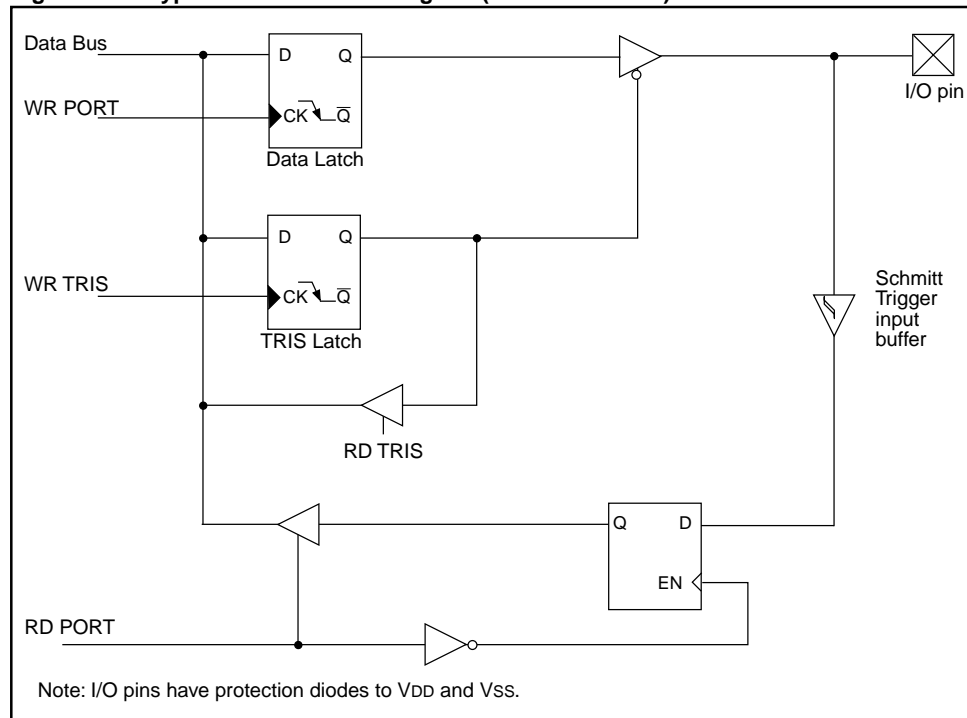 Data Bus
D Q
WR PORT
CK Q̅
Data Latch
I/O pin
D Q
WR TRIS
CK Q̅
TRIS Latch
Schmitt
Trigger
input
buffer
RD TRIS
Q D
EN
RD PORT
Note: I/O pins have protection diodes to VDD and VSS.